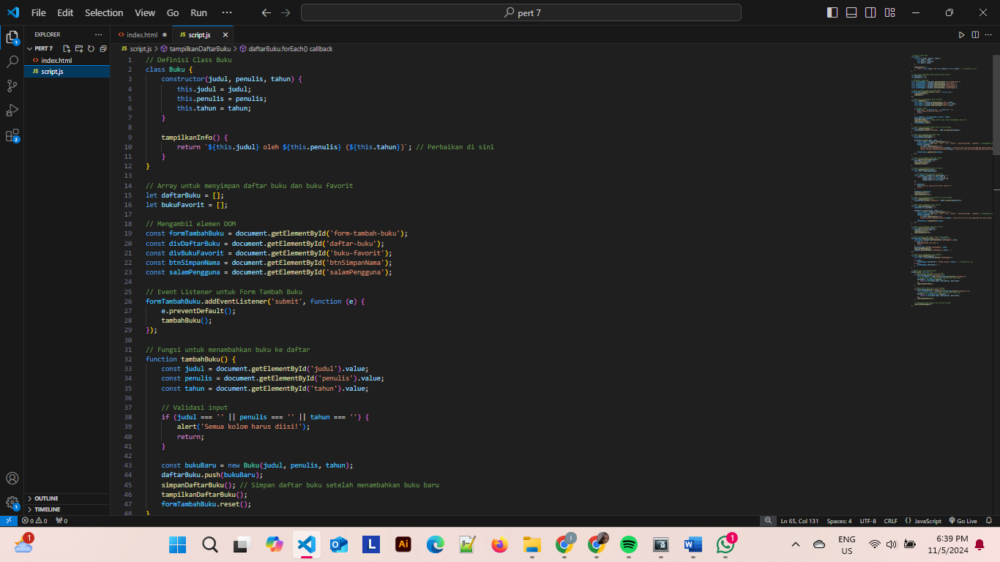 File Edit Selection View Go Run ··· pert 7
EXPLORER ···
index.html
JS script.js
PERT 7
index.html
JS script.js
JS script.js > tampilkanDaftarBuku > daftarBuku.forEach() callback
1 // Definisi Class Buku
2 class Buku {
3 constructor(judul, penulis, tahun) {
4 this.judul = judul;
5 this.penulis = penulis;
6 this.tahun = tahun;
7 }
8
9 tampilkanInfo() {
10 return `${this.judul} oleh ${this.penulis} (${this.tahun})`; // Perbaikan di sini
11 }
12 }
13
14 // Array untuk menyimpan daftar buku dan buku favorit
15 let daftarBuku = [];
16 let bukuFavorit = [];
17
18 // Mengambil elemen DOM
19 const formTambahBuku = document.getElementById('form-tambah-buku');
20 const divDaftarBuku = document.getElementById('daftar-buku');
21 const divBukuFavorit = document.getElementById('buku-favorit');
22 const btnSimpanNama = document.getElementById('btnSimpanNama');
23 const salamPengguna = document.getElementById('salamPengguna');
24
25 // Event Listener untuk Form Tambah Buku
26 formTambahBuku.addEventListener('submit', function (e) {
27 e.preventDefault();
28 tambahBuku();
29 });
30
31 // Fungsi untuk menambahkan buku ke daftar
32 function tambahBuku() {
33 const judul = document.getElementById('judul').value;
34 const penulis = document.getElementById('penulis').value;
35 const tahun = document.getElementById('tahun').value;
36
37 // Validasi input
38 if (judul === '' || penulis === '' || tahun === '') {
39 alert('Semua kolom harus diisi!');
40 return;
41 }
42
43 const bukuBaru = new Buku(judul, penulis, tahun);
44 daftarBuku.push(bukuBaru);
45 simpanDaftarBuku(); // Simpan daftar buku setelah menambahkan buku baru
46 tampilkanDaftarBuku();
47 formTambahBuku.reset();
48 }
OUTLINE
TIMELINE
0 0 0
Ln 65, Col 131 Spaces: 4 UTF-8 CRLF {} JavaScript Go Live
1
ENG
US
6:39 PM
11/5/2024